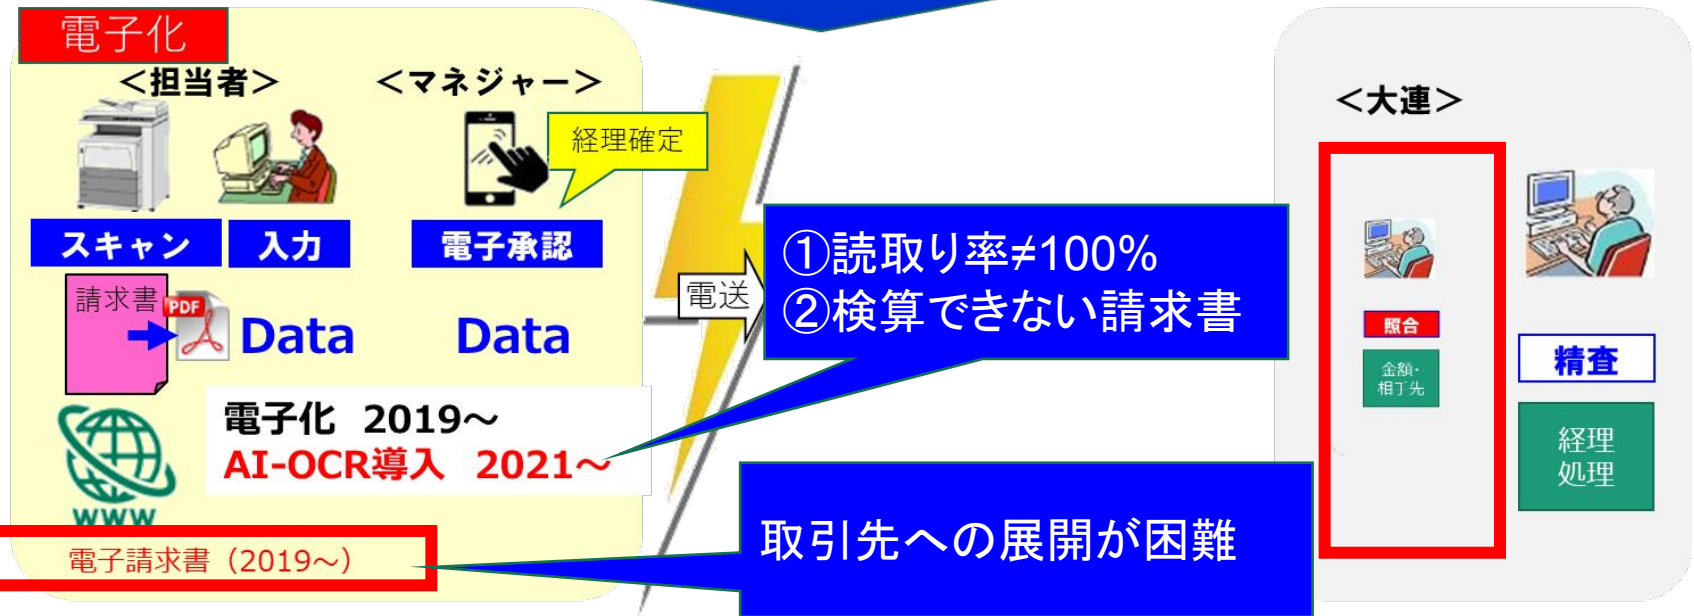 電子化
＜担当者＞
＜マネジャー＞
経理確定
スキャン
入力
電子承認
請求書
PDF
Data
Data
電子化 2019～
AI-OCR導入 2021～
WWW
電子請求書（2019～）
電送
①読取り率≠100%
②検算できない請求書
取引先への展開が困難
＜大連＞
照合
金額・
精査
経理
処理